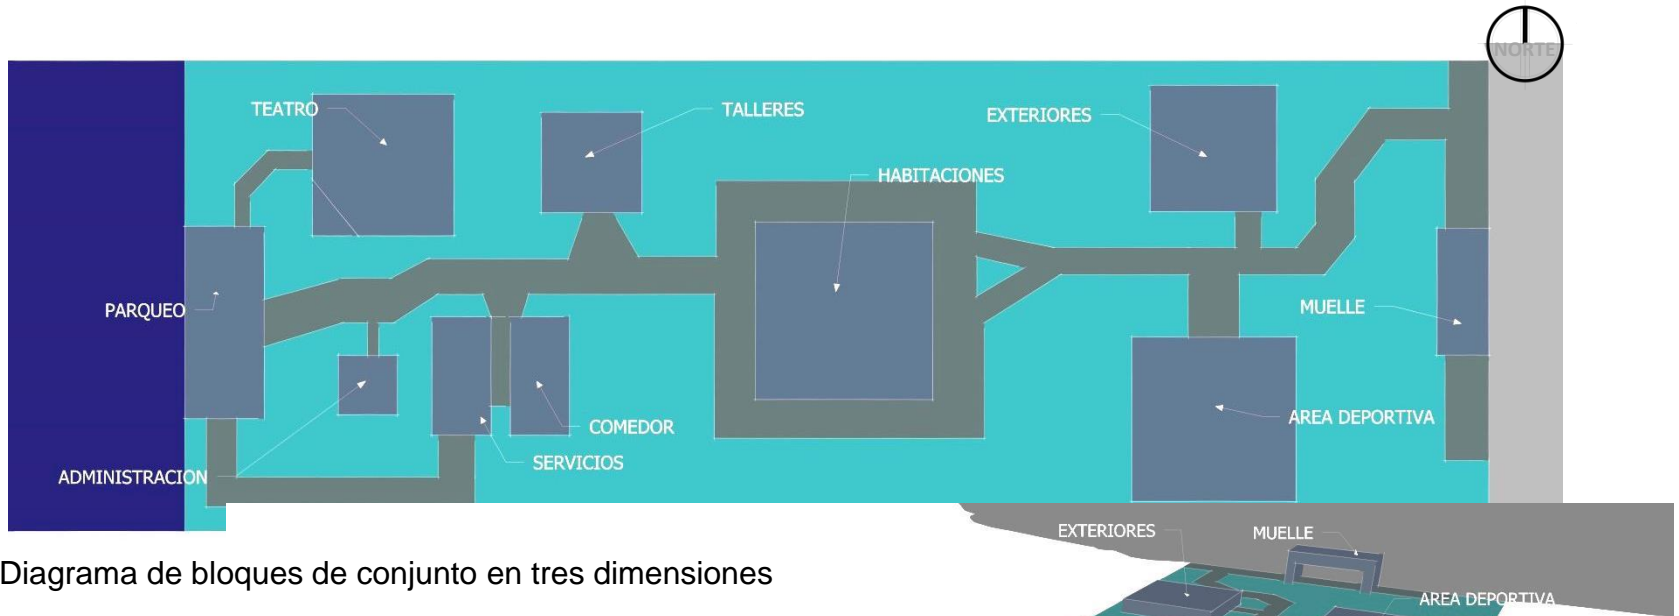 NORTE
TEATRO
TALLERES
EXTERIORES
HABITACIONES
PARQUEO
MUELLE
AREA DEPORTIVA
COMEDOR
SERVICIOS
ADMINISTRACION
EXTERIORES
MUELLE
Diagrama de bloques de conjunto en tres dimensiones
AREA DEPORTIVA